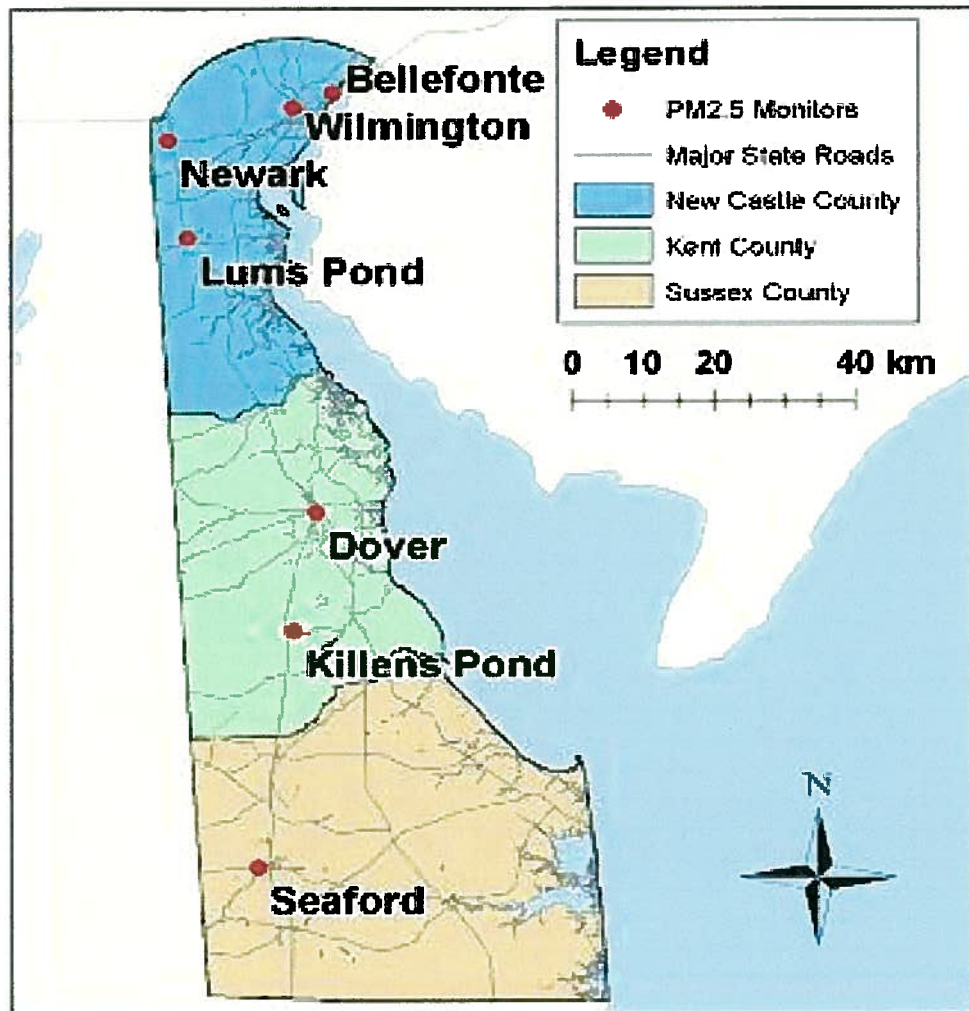 Legend
PM2.5 Monitors
Major State Roads
New Castle County
Kent County
Sussex County
0 10 20 40 km
Bellefonte
Wilmington
Newark
Lums Pond
Dover
Killens Pond
Seaford
N